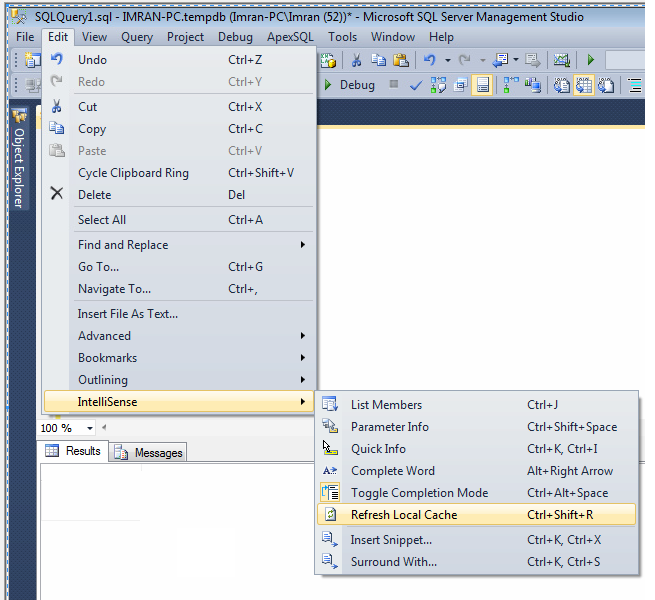 SQLQuery1.sql - IMRAN-PC.tempdb (Imran-PC\Imran (52))* - Microsoft SQL Server Management Studio
File Edit View Query Project Debug ApexSQL Tools Window Help
Undo Ctrl+Z
Redo Ctrl+Y
Debug
Cut Ctrl+X
Copy Ctrl+C
Paste Ctrl+V
Cycle Clipboard Ring Ctrl+Shift+V
Delete Del
Select All Ctrl+A
Find and Replace
Go To... Ctrl+G
Navigate To... Ctrl+,
Insert File As Text...
Advanced
Bookmarks
Outlining
IntelliSense
Object Explorer
List Members Ctrl+J
Parameter Info Ctrl+Shift+Space
Quick Info Ctrl+K, Ctrl+I
Complete Word Alt+Right Arrow
Toggle Completion Mode Ctrl+Alt+Space
Refresh Local Cache Ctrl+Shift+R
Insert Snippet... Ctrl+K, Ctrl+X
Surround With... Ctrl+K, Ctrl+S
100 %
Results Messages